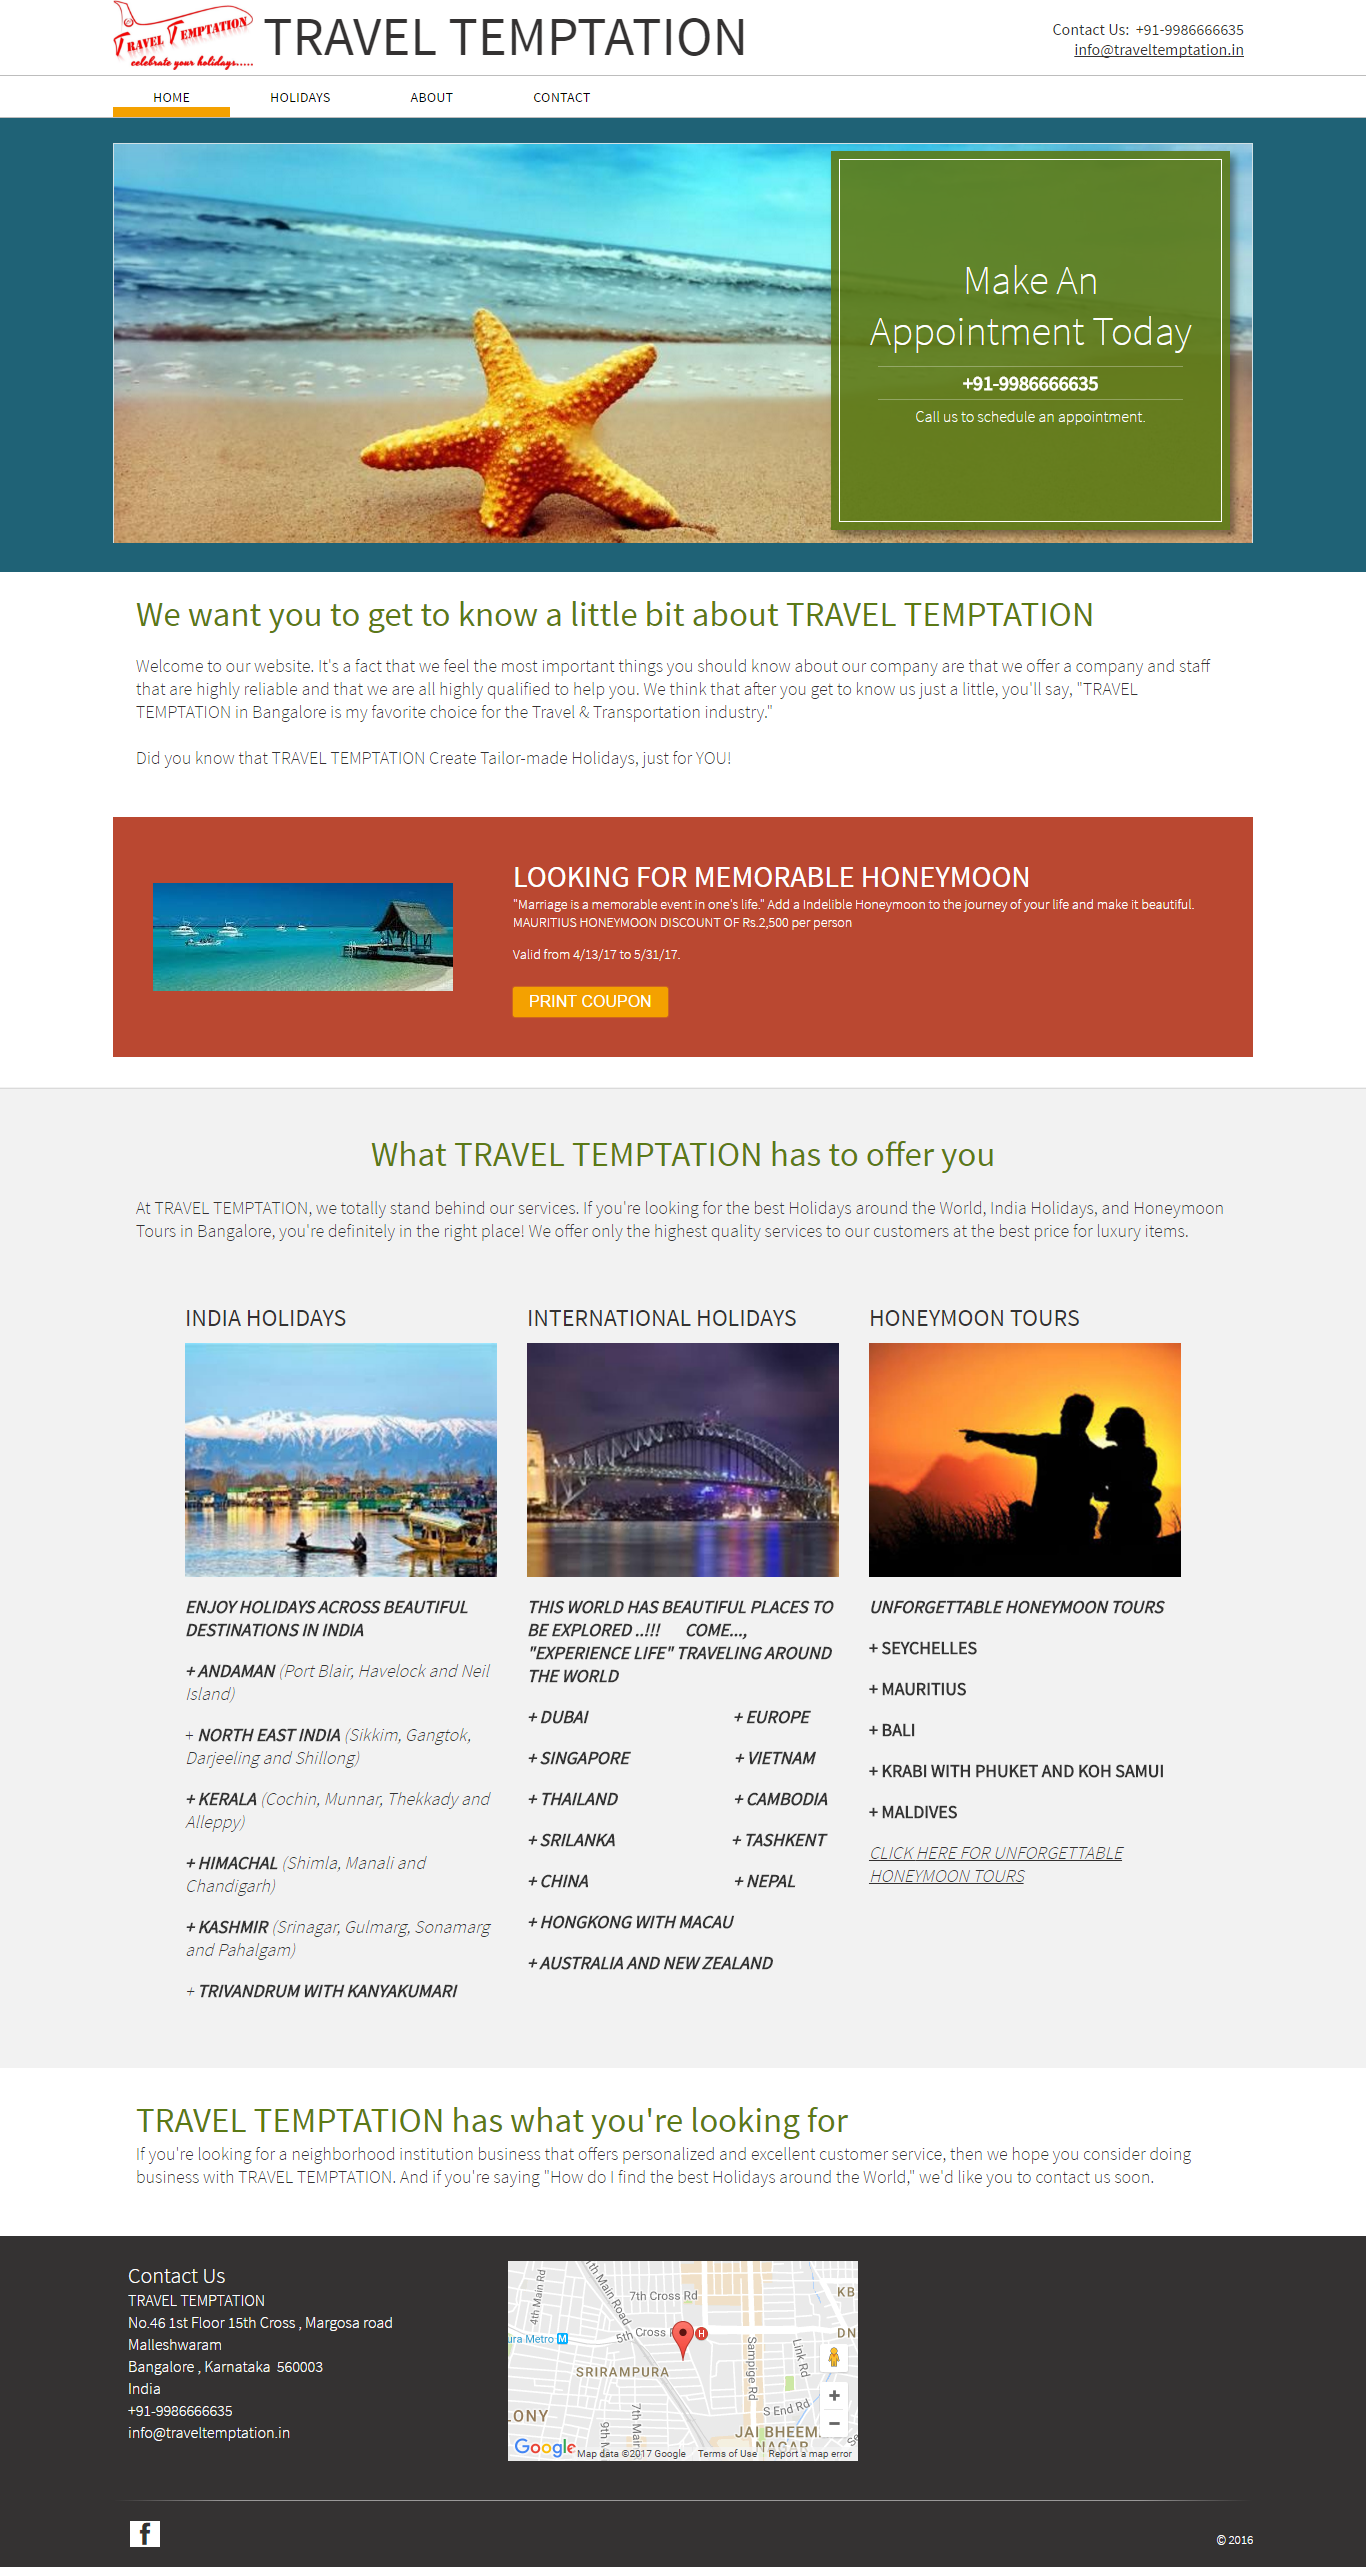 TRAVEL TEMPTATION
celebrate your holidays.....
TRAVEL TEMPTATION
Contact Us: +91-9986666635
info@traveltemptation.in
HOME HOLIDAYS ABOUT CONTACT
Make An
Appointment Today
+91-9986666635
Call us to schedule an appointment.
We want you to get to know a little bit about TRAVEL TEMPTATION
Welcome to our website. It's a fact that we feel the most important things you should know about our company are that we offer a company and staff
that are highly reliable and that we are all highly qualified to help you. We think that after you get to know us just a little, you'll say, "TRAVEL
TEMPTATION in Bangalore is my favorite choice for the Travel & Transportation industry."
Did you know that TRAVEL TEMPTATION Create Tailor-made Holidays, just for YOU!
LOOKING FOR MEMORABLE HONEYMOON
"Marriage is a memorable event in one's life." Add a Indelible Honeymoon to the journey of your life and make it beautiful.
MAURITIUS HONEYMOON DISCOUNT OF Rs.2,500 per person
Valid from 4/13/17 to 5/31/17.
PRINT COUPON
What TRAVEL TEMPTATION has to offer you
At TRAVEL TEMPTATION, we totally stand behind our services. If you're looking for the best Holidays around the World, India Holidays, and Honeymoon
Tours in Bangalore, you're definitely in the right place! We offer only the highest quality services to our customers at the best price for luxury items.
INDIA HOLIDAYS
ENJOY HOLIDAYS ACROSS BEAUTIFUL
DESTINATIONS IN INDIA
+ ANDAMAN (Port Blair, Havelock and Neil
Island)
+ NORTH EAST INDIA (Sikkim, Gangtok,
Darjeeling and Shillong)
+ KERALA (Cochin, Munnar, Thekkady and
Alleppy)
+ HIMACHAL (Shimla, Manali and
Chandigarh)
+ KASHMIR (Srinagar, Gulmarg, Sonamarg
and Pahalgam)
+ TRIVANDRUM WITH KANYAKUMARI
INTERNATIONAL HOLIDAYS
THIS WORLD HAS BEAUTIFUL PLACES TO
BE EXPLORED ..!!! COME...,
"EXPERIENCE LIFE" TRAVELING AROUND
THE WORLD
+ DUBAI + EUROPE
+ SINGAPORE + VIETNAM
+ THAILAND + CAMBODIA
+ SRILANKA + TASHKENT
+ CHINA + NEPAL
+ HONGKONG WITH MACAU
+ AUSTRALIA AND NEW ZEALAND
HONEYMOON TOURS
UNFORGETTABLE HONEYMOON TOURS
+ SEYCHELLES
+ MAURITIUS
+ BALI
+ KRABI WITH PHUKET AND KOH SAMUI
+ MALDIVES
CLICK HERE FOR UNFORGETTABLE
HONEYMOON TOURS
TRAVEL TEMPTATION has what you're looking for
If you're looking for a neighborhood institution business that offers personalized and excellent customer service, then we hope you consider doing
business with TRAVEL TEMPTATION. And if you're saying "How do I find the best Holidays around the World," we'd like you to contact us soon.
Contact Us
TRAVEL TEMPTATION
No.46 1st Floor 15th Cross , Margosa road
Malleshwaram
Bangalore , Karnataka 560003
India
+91-9986666635
info@traveltemptation.in
4th Main Rd
7th Main Road
7th Cross Rd
KB
5th Cross
DN
ura Metro M
H
SRIRAMPURA
Sampige Rd
Link Rd
S End Rd
LONY
9th M
7th Main
JAI BHEEM
NAGAR
+
−
Google Map data ©2017 Google Terms of Use Report a map error
f
© 2016